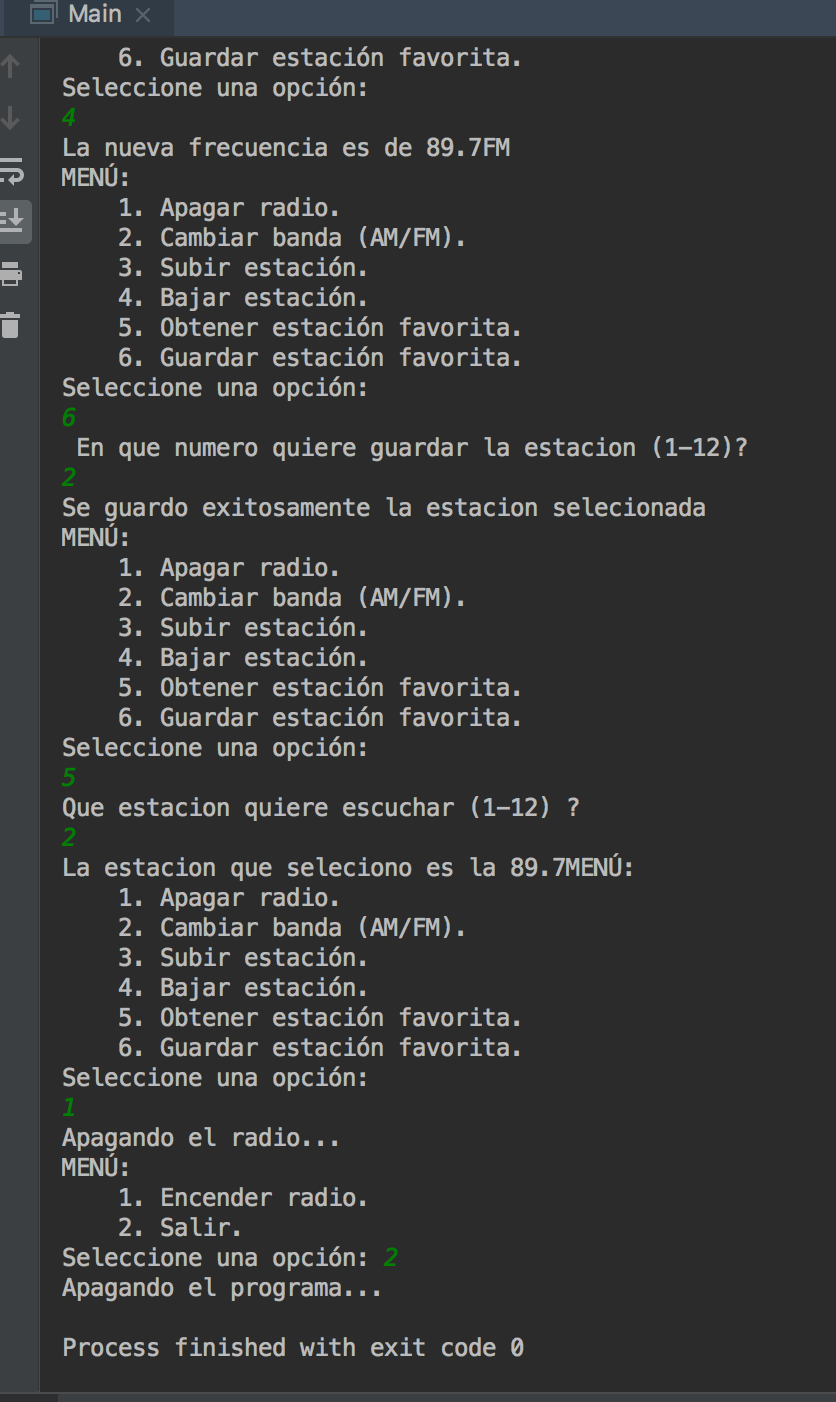 Main
    6. Guardar estación favorita.
Seleccione una opción:
4
La nueva frecuencia es de 89.7FM
MENÚ:
    1. Apagar radio.
    2. Cambiar banda (AM/FM).
    3. Subir estación.
    4. Bajar estación.
    5. Obtener estación favorita.
    6. Guardar estación favorita.
Seleccione una opción:
6
 En que numero quiere guardar la estacion (1-12)?
2
Se guardo exitosamente la estacion selecionada
MENÚ:
    1. Apagar radio.
    2. Cambiar banda (AM/FM).
    3. Subir estación.
    4. Bajar estación.
    5. Obtener estación favorita.
    6. Guardar estación favorita.
Seleccione una opción:
5
Que estacion quiere escuchar (1-12) ?
2
La estacion que seleciono es la 89.7MENÚ:
    1. Apagar radio.
    2. Cambiar banda (AM/FM).
    3. Subir estación.
    4. Bajar estación.
    5. Obtener estación favorita.
    6. Guardar estación favorita.
Seleccione una opción:
1
Apagando el radio...
MENÚ:
    1. Encender radio.
    2. Salir.
Seleccione una opción: 2
Apagando el programa...

Process finished with exit code 0